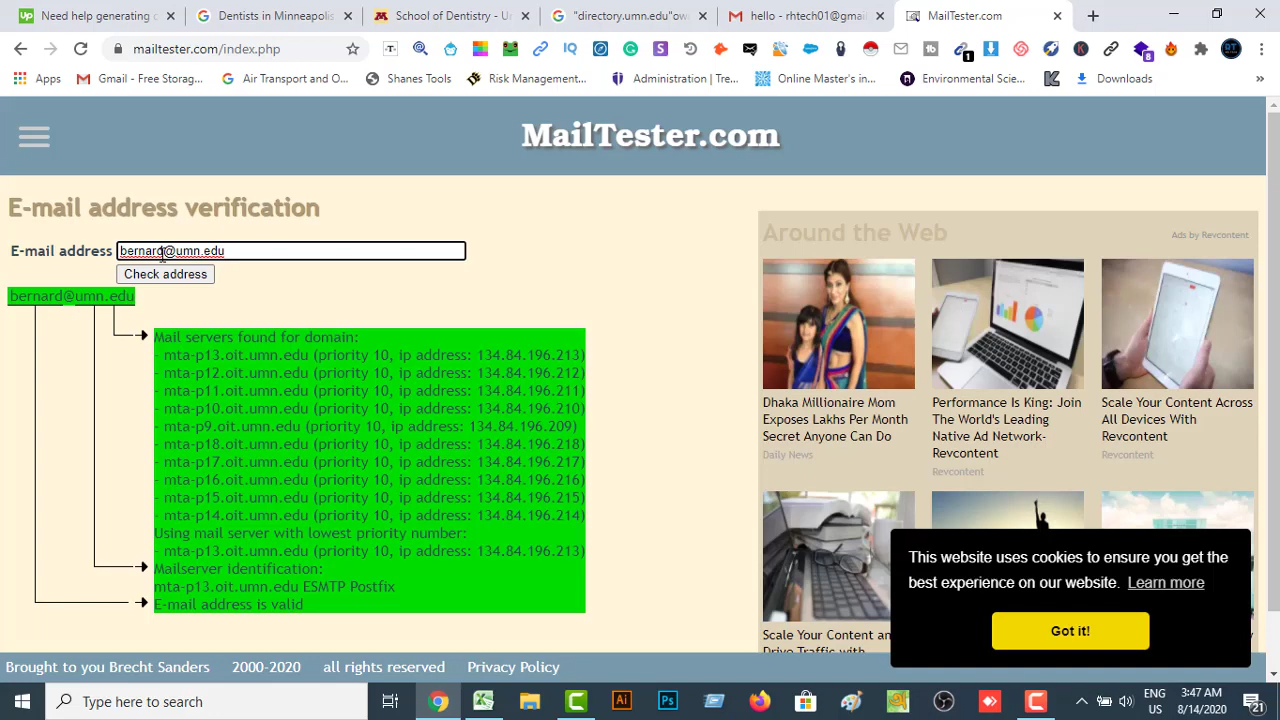 Need help generating 6000 l
Dentists in Minneapolis
School of Dentistry - Un
"directory.umn.edu"ow
hello - rhtech01@gmail
MailTester.com
mailtester.com/index.php
Apps
Gmail - Free Storag...
Air Transport and O...
Shanes Tools
Risk Management...
Administration | Tre...
Online Master's in...
Environmental Scien...
Downloads
MailTester.com
E-mail address verification
E-mail address bernard@umn.edu
Check address
bernard@umn.edu
Mail servers found for domain:
- mta-p13.oit.umn.edu (priority 10, ip address: 134.84.196.213)
- mta-p12.oit.umn.edu (priority 10, ip address: 134.84.196.212)
- mta-p11.oit.umn.edu (priority 10, ip address: 134.84.196.211)
- mta-p10.oit.umn.edu (priority 10, ip address: 134.84.196.210)
- mta-p9.oit.umn.edu (priority 10, ip address: 134.84.196.209)
- mta-p18.oit.umn.edu (priority 10, ip address: 134.84.196.218)
- mta-p17.oit.umn.edu (priority 10, ip address: 134.84.196.217)
- mta-p16.oit.umn.edu (priority 10, ip address: 134.84.196.216)
- mta-p15.oit.umn.edu (priority 10, ip address: 134.84.196.215)
- mta-p14.oit.umn.edu (priority 10, ip address: 134.84.196.214)
Using mail server with lowest priority number:
- mta-p13.oit.umn.edu (priority 10, ip address: 134.84.196.213)
Mailserver identification:
mta-p13.oit.umn.edu ESMTP Postfix
E-mail address is valid
Around the Web
Ads by Revcontent
Dhaka Millionaire Mom
Exposes Lakhs Per Month
Secret Anyone Can Do
Daily News
Performance Is King: Join
The World's Leading
Native Ad Network-
Revcontent
Revcontent
Scale Your Content Across
All Devices With
Revcontent
Revcontent
Scale Your Content an
Drive Traffic with
This website uses cookies to ensure you get the
best experience on our website. Learn more
Got it!
Brought to you Brecht Sanders 2000-2020 all rights reserved Privacy Policy
Type here to search
ENG
US
3:47 AM
8/14/2020
21